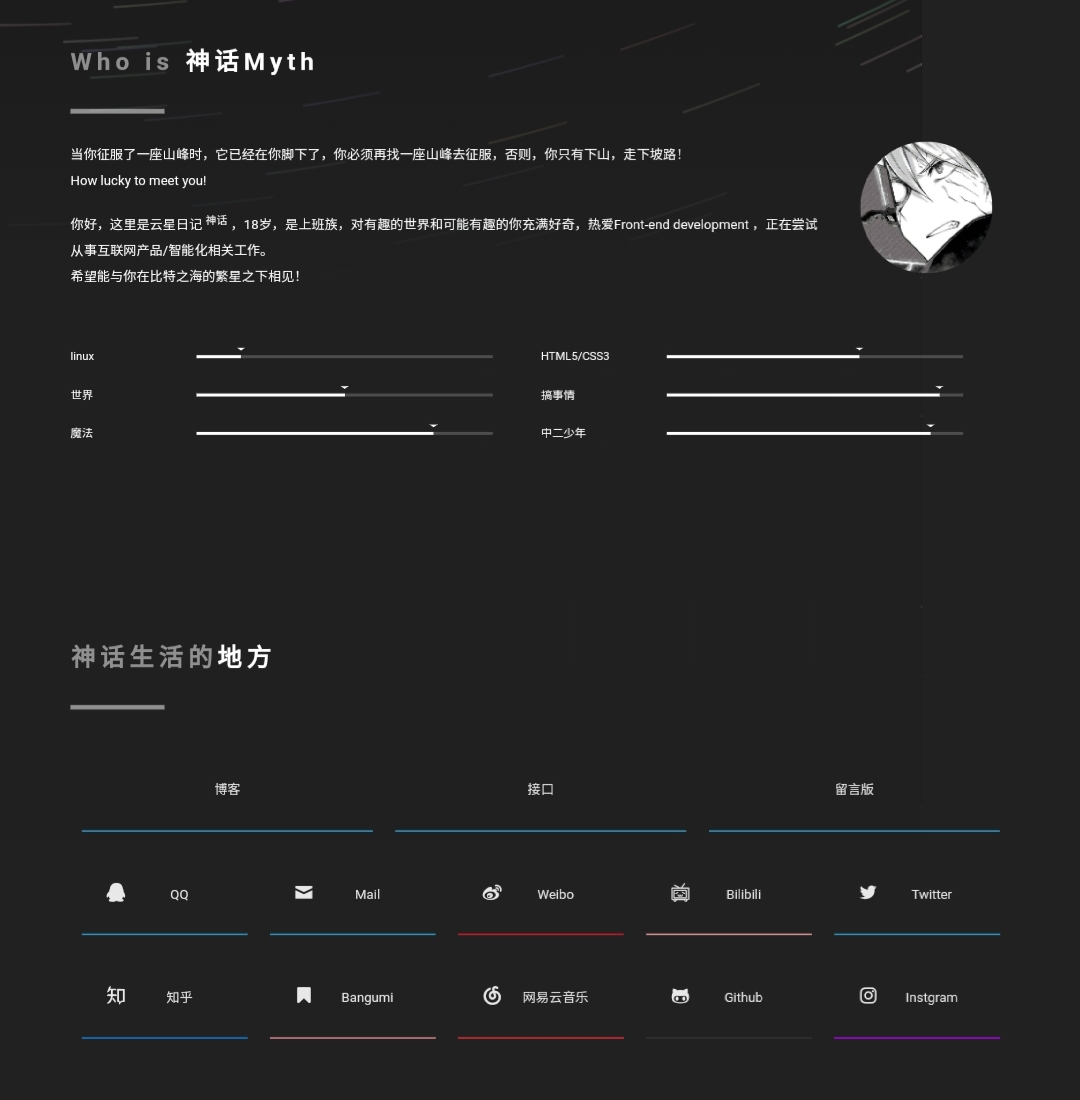 Who is 神话Myth
当你征服了一座山峰时，它已经在你脚下了，你必须再找一座山峰去征服，否则，你只有下山，走下坡路！
How lucky to meet you!
你好，这里是云星日记 神话 ，18岁，是上班族，对有趣的世界和可能有趣的你充满好奇，热爱Front-end development ，正在尝试
从事互联网产品/智能化相关工作。
希望能与你在比特之海的繁星之下相见！
linux
HTML5/CSS3
世界
搞事情
魔法
中二少年
神话生活的地方
博客
接口
留言版
QQ
Mail
Weibo
Bilibili
Twitter
知 知乎
Bangumi
网易云音乐
Github
Instgram